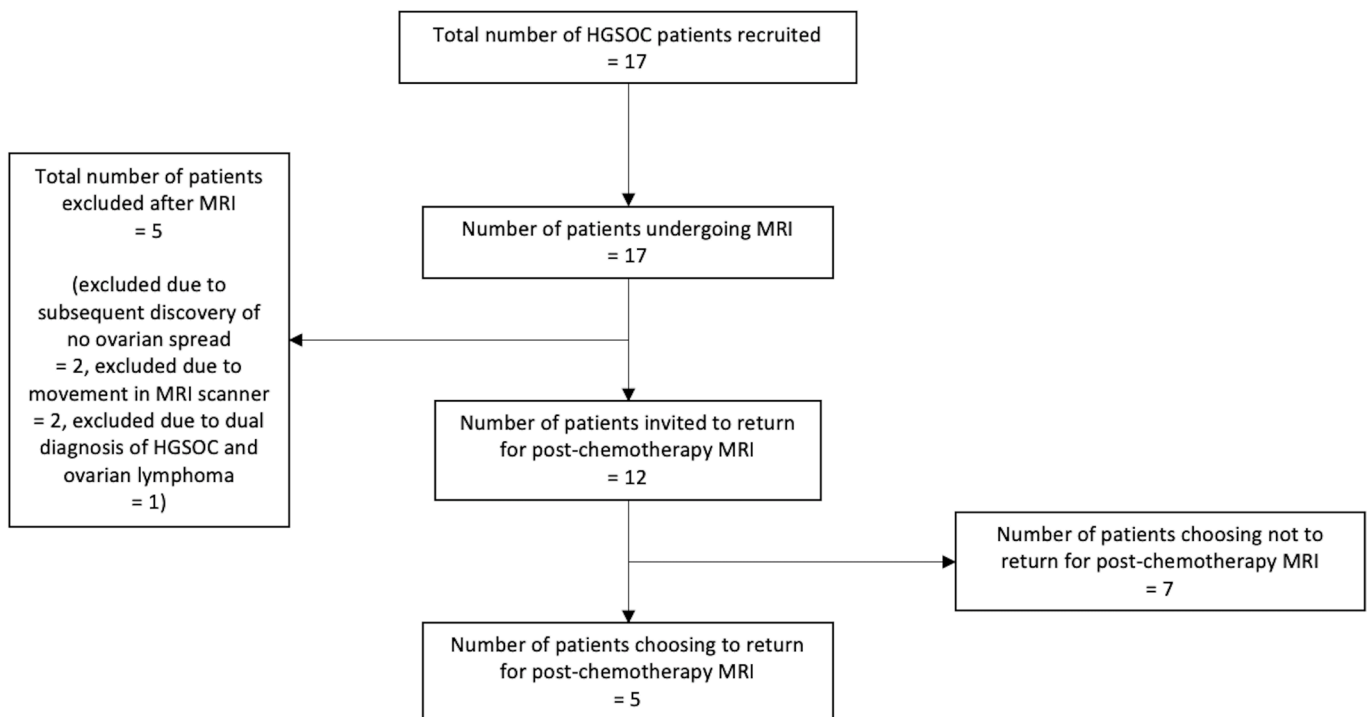 Total number of HGSOC patients recruited
= 17
Number of patients undergoing MRI
= 17
Total number of patients
excluded after MRI
= 5
(excluded due to
subsequent discovery of
no ovarian spread
= 2, excluded due to
movement in MRI scanner
= 2, excluded due to dual
diagnosis of HGSOC and
ovarian lymphoma
= 1)
Number of patients invited to return
for post-chemotherapy MRI
= 12
Number of patients choosing not to
return for post-chemotherapy MRI
= 7
Number of patients choosing to return
for post-chemotherapy MRI
= 5